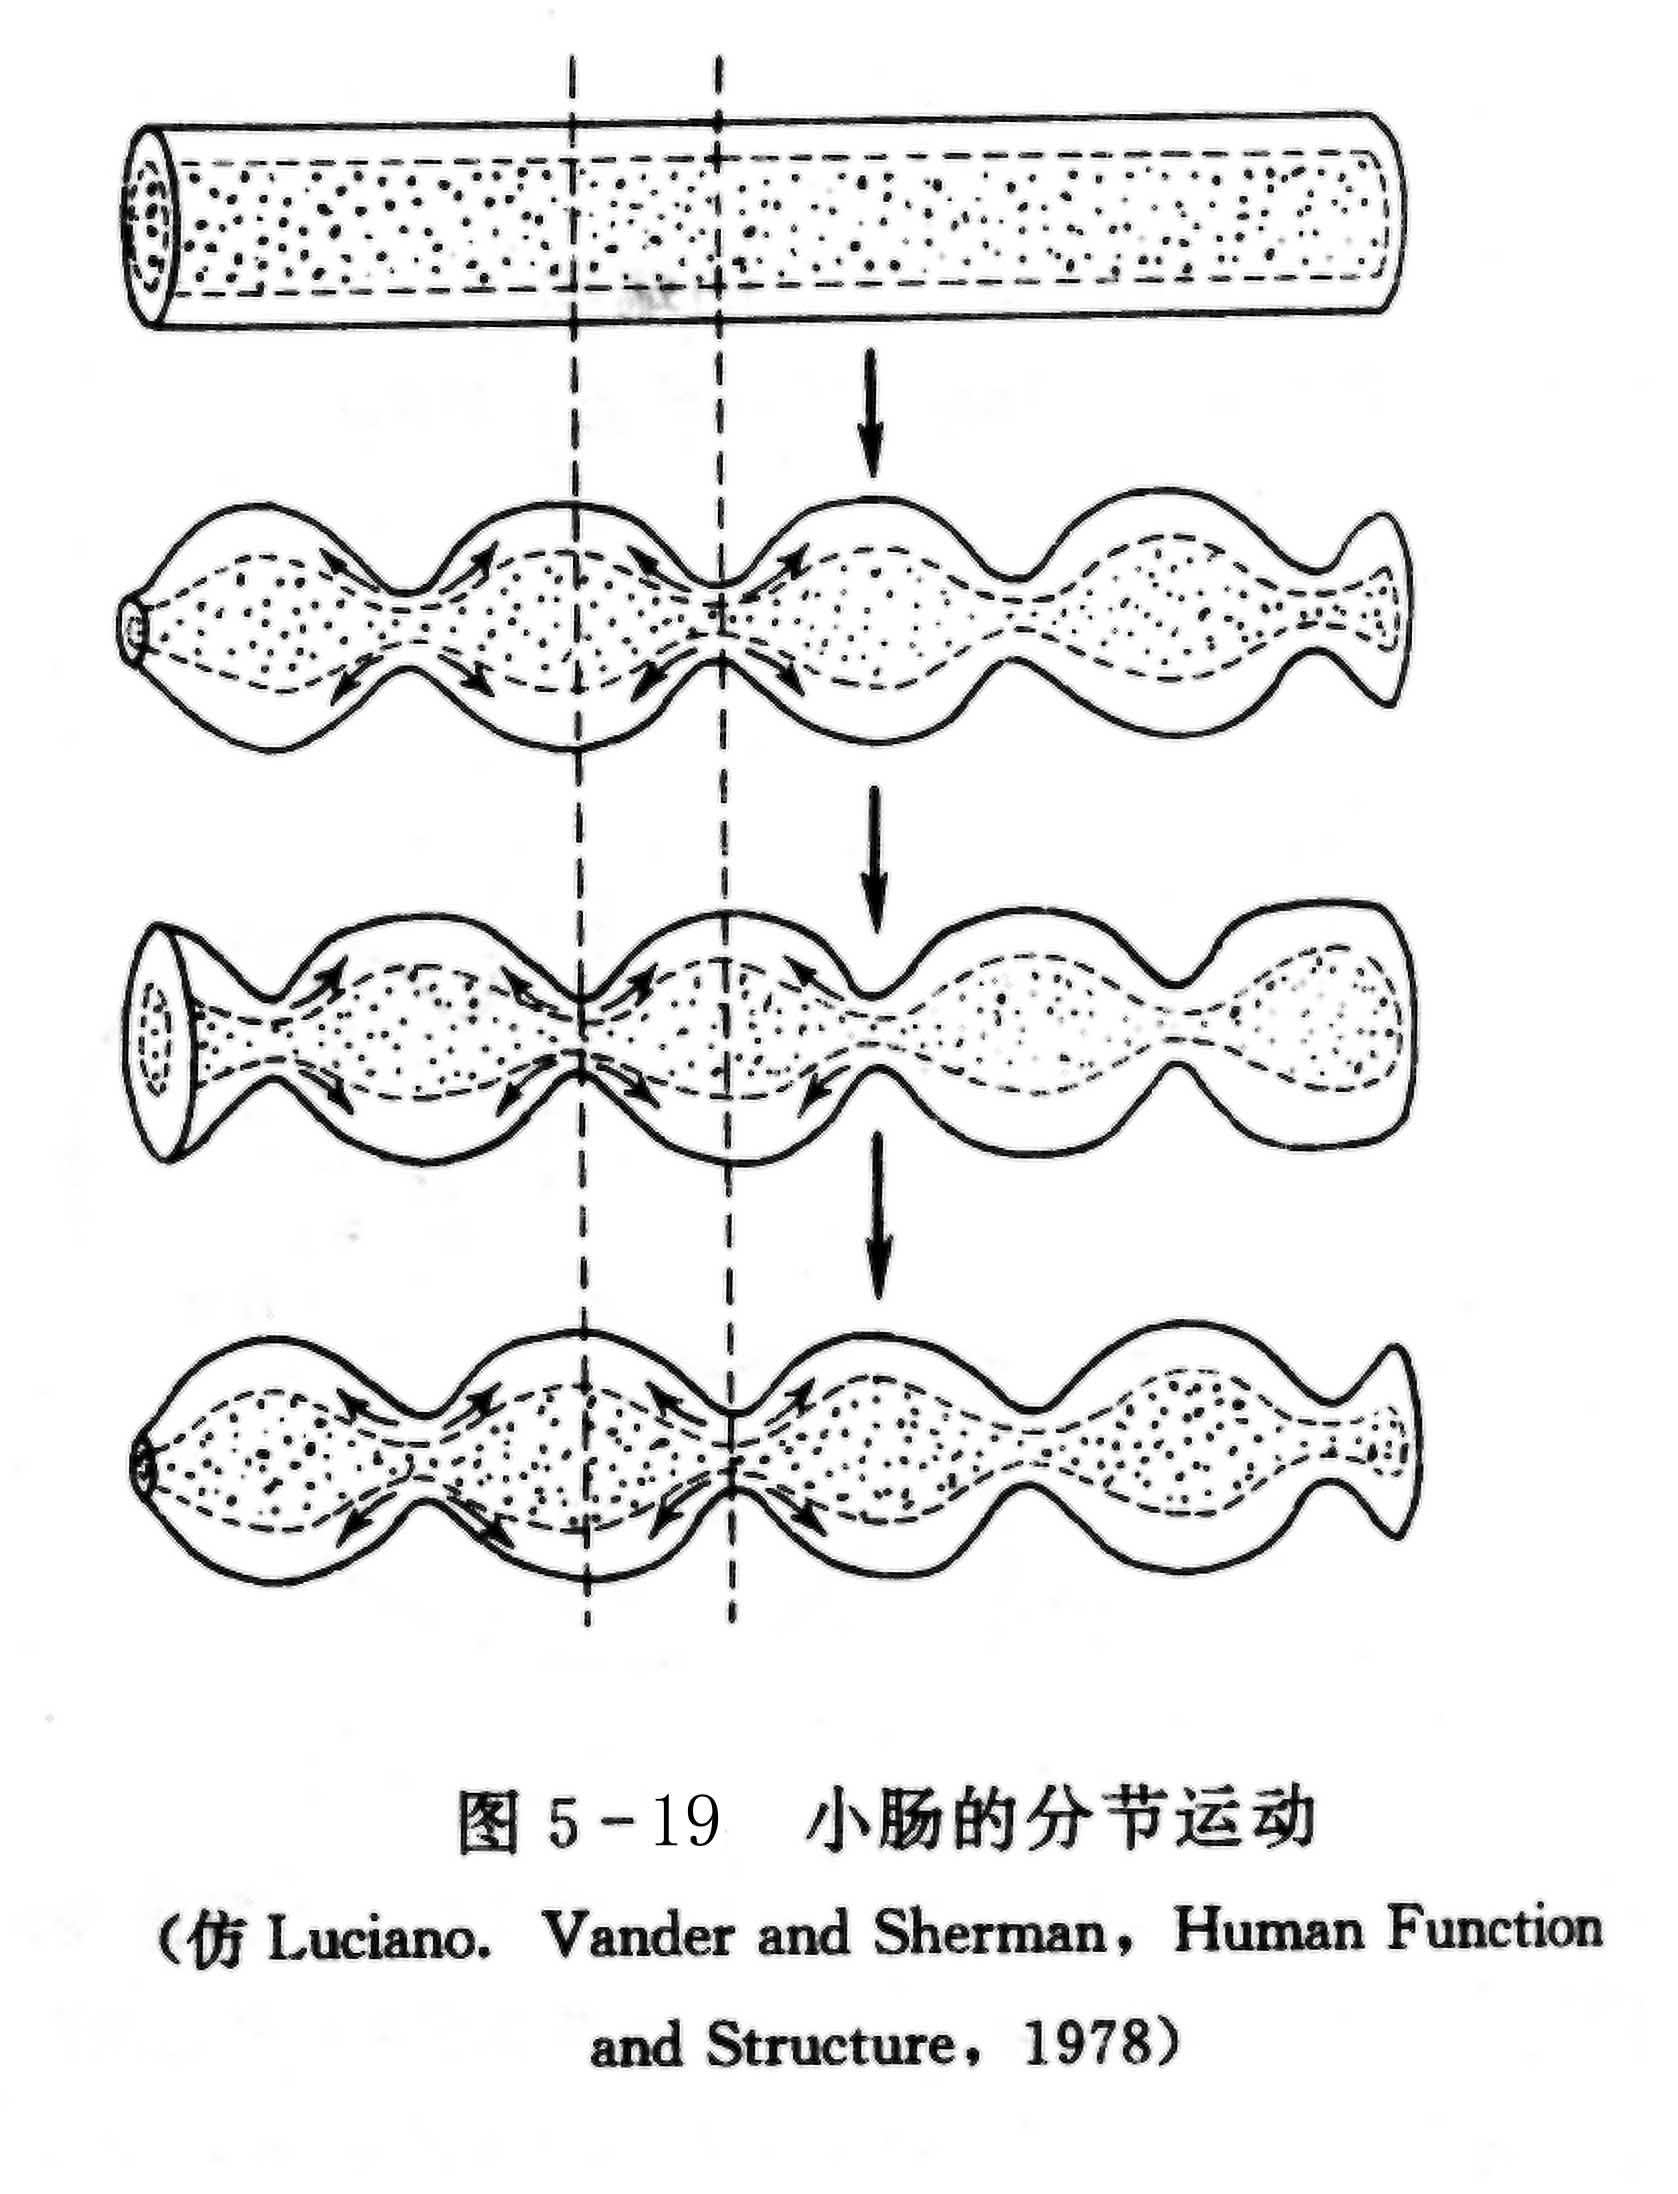 图 5-19 小肠的分节运动
(仿 Luciano. Vander and Sherman, Human Function
and Structure, 1978)